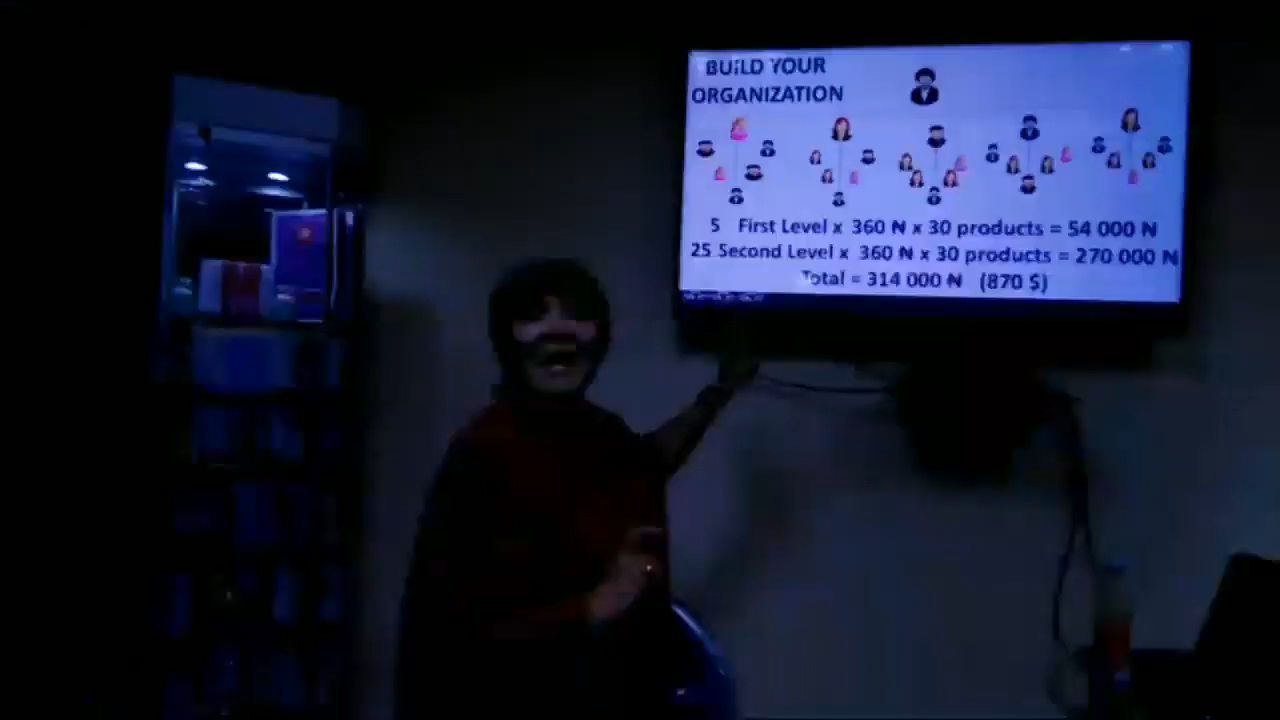 BUILD YOUR
ORGANIZATION
5 First Level x 360 ₦ x 30 products = 54 000 ₦
25 Second Level x 360 ₦ x 30 products = 270 000 ₦
Total = 314 000 ₦ (870 $)